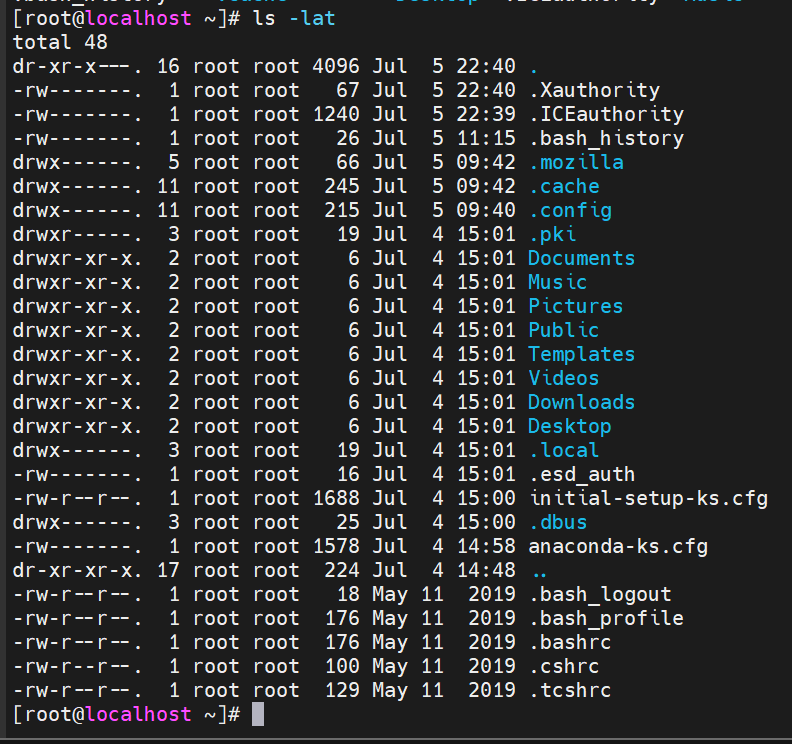 [root@localhost ~]# ls -lat
total 48
dr-xr-x---. 16 root root 4096 Jul  5 22:40 .
-rw-------.  1 root root   67 Jul  5 22:40 .Xauthority
-rw-------.  1 root root 1240 Jul  5 22:39 .ICEauthority
-rw-------.  1 root root   26 Jul  5 11:15 .bash_history
drwx------.  5 root root   66 Jul  5 09:42 .mozilla
drwx------. 11 root root  245 Jul  5 09:42 .cache
drwx------. 11 root root  215 Jul  5 09:40 .config
drwxr-----.  3 root root   19 Jul  4 15:01 .pki
drwxr-xr-x.  2 root root    6 Jul  4 15:01 Documents
drwxr-xr-x.  2 root root    6 Jul  4 15:01 Music
drwxr-xr-x.  2 root root    6 Jul  4 15:01 Pictures
drwxr-xr-x.  2 root root    6 Jul  4 15:01 Public
drwxr-xr-x.  2 root root    6 Jul  4 15:01 Templates
drwxr-xr-x.  2 root root    6 Jul  4 15:01 Videos
drwxr-xr-x.  2 root root    6 Jul  4 15:01 Downloads
drwxr-xr-x.  2 root root    6 Jul  4 15:01 Desktop
drwx------.  3 root root   19 Jul  4 15:01 .local
-rw-------.  1 root root   16 Jul  4 15:01 .esd_auth
-rw-r--r--.  1 root root 1688 Jul  4 15:00 initial-setup-ks.cfg
drwx------.  3 root root   25 Jul  4 15:00 .dbus
-rw-------.  1 root root 1578 Jul  4 14:58 anaconda-ks.cfg
dr-xr-xr-x. 17 root root  224 Jul  4 14:48 ..
-rw-r--r--.  1 root root   18 May 11  2019 .bash_logout
-rw-r--r--.  1 root root  176 May 11  2019 .bash_profile
-rw-r--r--.  1 root root  176 May 11  2019 .bashrc
-rw-r--r--.  1 root root  100 May 11  2019 .cshrc
-rw-r--r--.  1 root root  129 May 11  2019 .tcshrc
[root@localhost ~]#